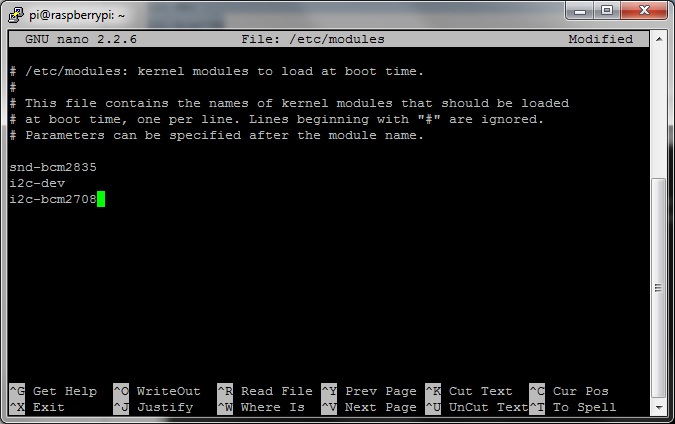 pi@raspberrypi: ~
GNU nano 2.2.6 File: /etc/modules Modified
# /etc/modules: kernel modules to load at boot time.
#
# This file contains the names of kernel modules that should be loaded
# at boot time, one per line. Lines beginning with "#" are ignored.
# Parameters can be specified after the module name.
snd-bcm2835
i2c-dev
i2c-bcm2708
^G Get Help ^O WriteOut ^R Read File ^Y Prev Page ^K Cut Text ^C Cur Pos
^X Exit ^J Justify ^W Where Is ^V Next Page ^U UnCut Text ^T To Spell